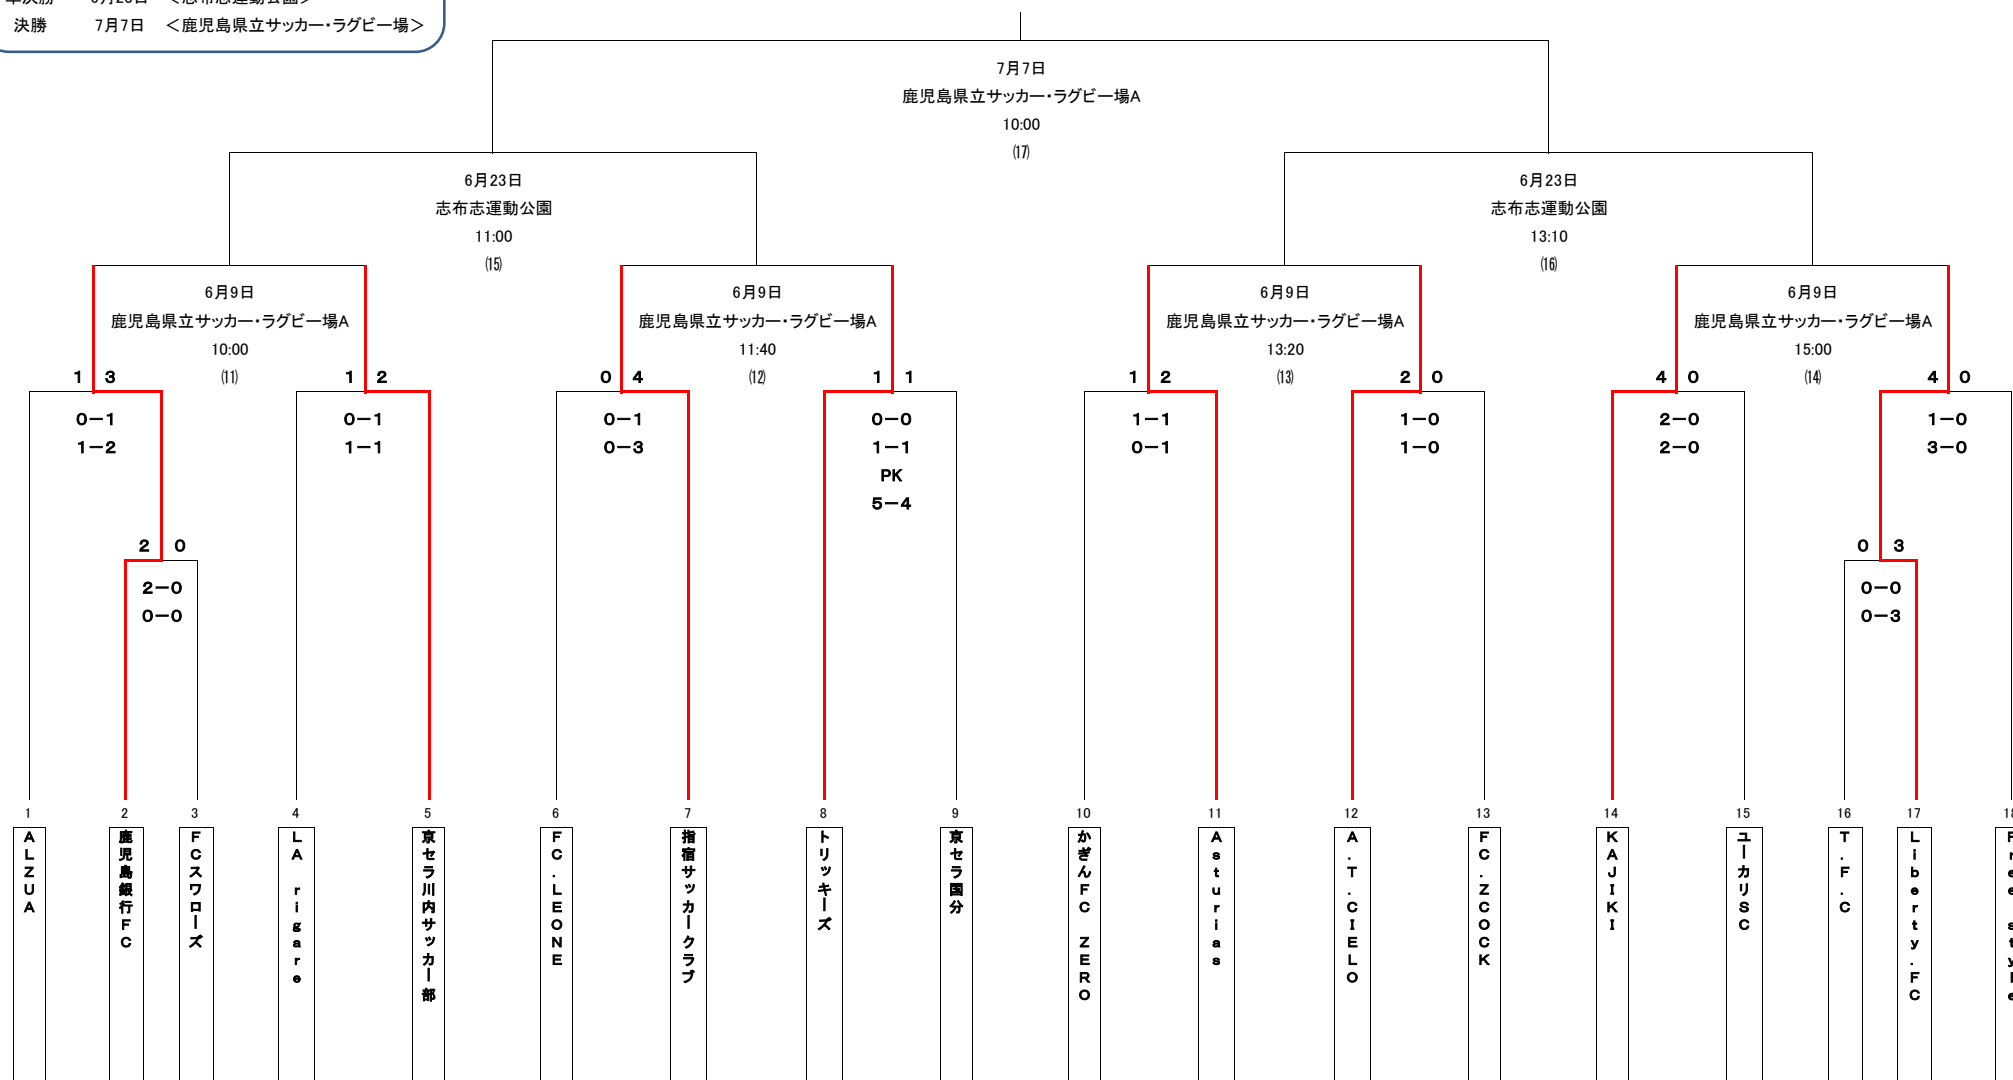 決勝 7月7日 ＜鹿児島県立サッカー・ラグビー場＞
7月7日
鹿児島県立サッカー・ラグビー場A
10:00
⒄
6月23日
志布志運動公園
11:00
⒂
6月23日
志布志運動公園
13:10
⒃
6月9日
鹿児島県立サッカー・ラグビー場A
10:00
⑾
6月9日
鹿児島県立サッカー・ラグビー場A
11:40
⑿
6月9日
鹿児島県立サッカー・ラグビー場A
13:20
⒀
6月9日
鹿児島県立サッカー・ラグビー場A
15:00
⒁
1 3
0－1
1－2
1 2
0－1
1－1
0 4
0－1
0－3
1 1
0－0
1－1
PK
5－4
1 2
1－1
0－1
2 0
1－0
1－0
4 0
2－0
2－0
4 0
1－0
3－0
2 0
2－0
0－0
0 3
0－0
0－3
1
ALZUA
2
鹿児島銀行FC
3
FCスワローズ
4
LA rigare
5
京セラ川内サッカー部
6
FC.LEONE
7
指宿サッカークラブ
8
トリッキーズ
9
京セラ国分
10
かぎんFC ZERO
11
Asturias
12
A.T.CIELO
13
FC.ZCOCK
14
KAJIKI
15
ユーカリSC
16
T.F.C
17
Liberty.FC
18
Free style